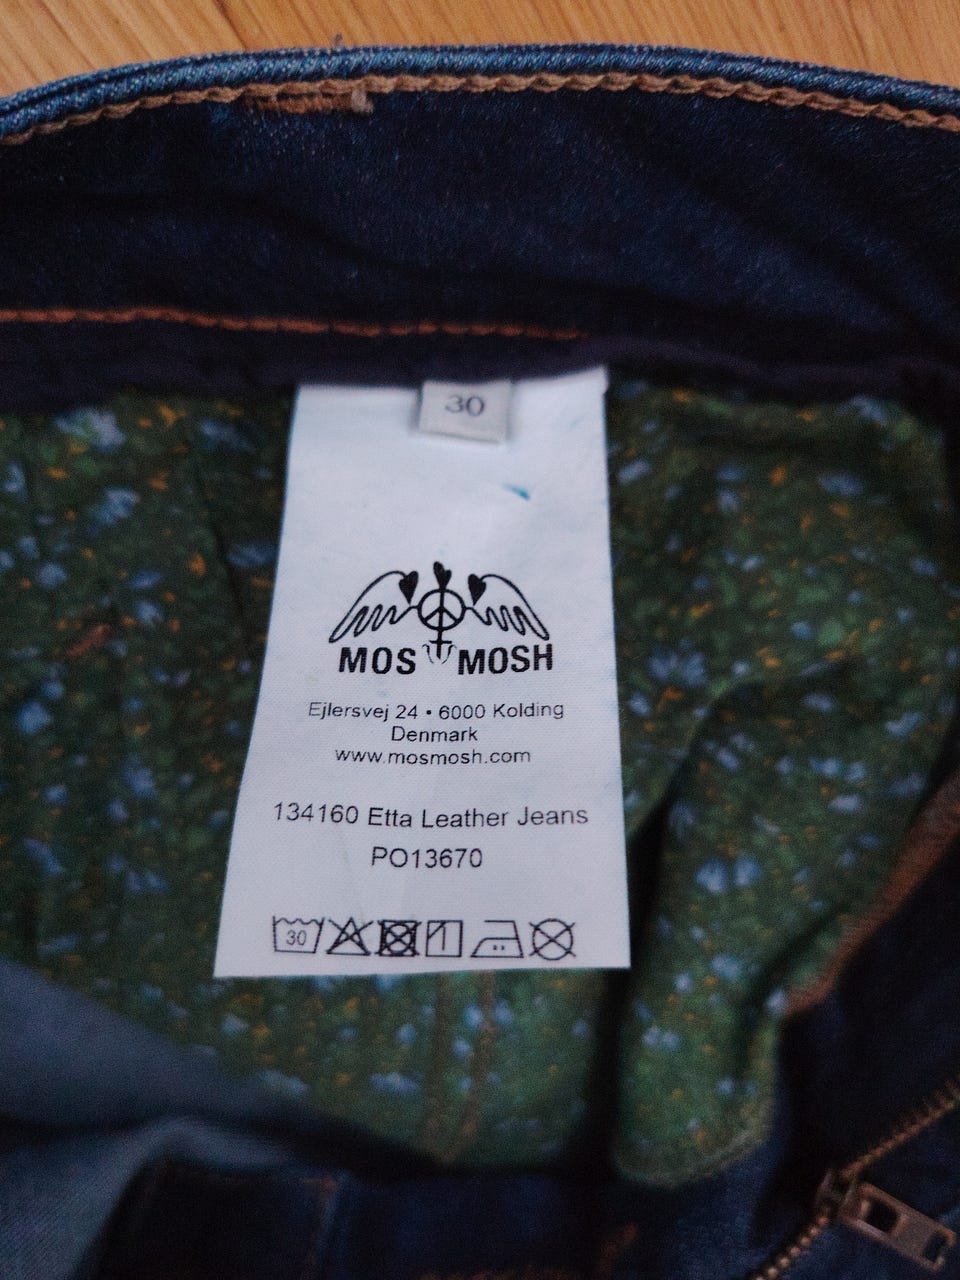 30
MOS MOSH
Ejlersvej 24 • 6000 Kolding
Denmark
www.mosmosh.com
134160 Etta Leather Jeans
PO13670
30